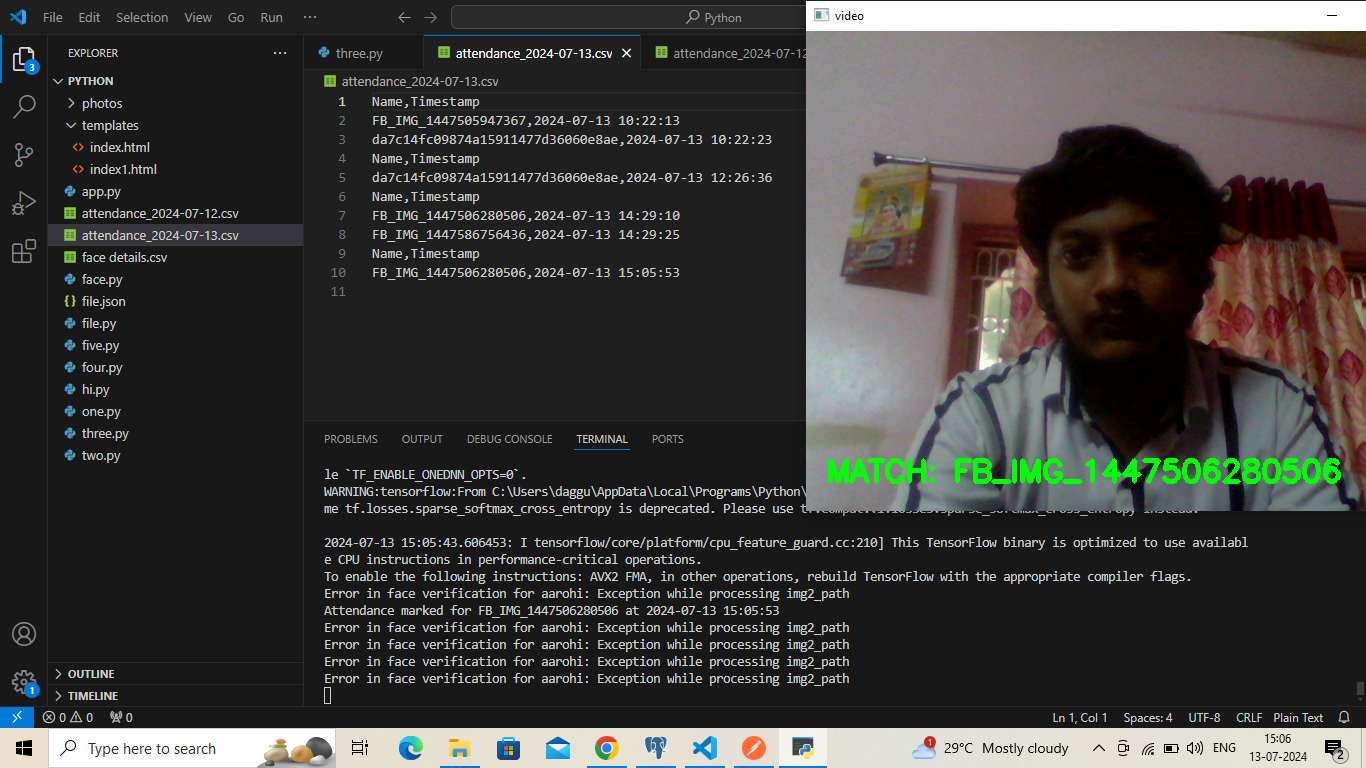 File Edit Selection View Go Run ···
Python
video
EXPLORER
PYTHON
photos
templates
index.html
index1.html
app.py
attendance_2024-07-12.csv
attendance_2024-07-13.csv
face details.csv
face.py
file.json
file.py
five.py
four.py
hi.py
one.py
three.py
two.py
OUTLINE
TIMELINE
3
1
three.py attendance_2024-07-13.csv attendance_2024-07-12
attendance_2024-07-13.csv
1 Name,Timestamp
2 FB_IMG_1447505947367,2024-07-13 10:22:13
3 da7c14fc09874a15911477d36060e8ae,2024-07-13 10:22:23
4 Name,Timestamp
5 da7c14fc09874a15911477d36060e8ae,2024-07-13 12:26:36
6 Name,Timestamp
7 FB_IMG_1447506280506,2024-07-13 14:29:10
8 FB_IMG_1447586756436,2024-07-13 14:29:25
9 Name,Timestamp
10 FB_IMG_1447506280506,2024-07-13 15:05:53
11
MATCH: FB_IMG_1447506280506
PROBLEMS OUTPUT DEBUG CONSOLE TERMINAL PORTS
le `TF_ENABLE_ONEDNN_OPTS=0`.
WARNING:tensorflow:From C:\Users\daggu\AppData\Local\Programs\Python\
me tf.losses.sparse_softmax_cross_entropy is deprecated. Please use
2024-07-13 15:05:43.606453: I tensorflow/core/platform/cpu_feature_guard.cc:210] This TensorFlow binary is optimized to use availabl
e CPU instructions in performance-critical operations.
To enable the following instructions: AVX2 FMA, in other operations, rebuild TensorFlow with the appropriate compiler flags.
Error in face verification for aarohi: Exception while processing img2_path
Attendance marked for FB_IMG_1447506280506 at 2024-07-13 15:05:53
Error in face verification for aarohi: Exception while processing img2_path
Error in face verification for aarohi: Exception while processing img2_path
Error in face verification for aarohi: Exception while processing img2_path
Error in face verification for aarohi: Exception while processing img2_path
0 0 0
Ln 1, Col 1 Spaces: 4 UTF-8 CRLF Plain Text
Type here to search
1 29°C Mostly cloudy ENG 15:06
13-07-2024
2